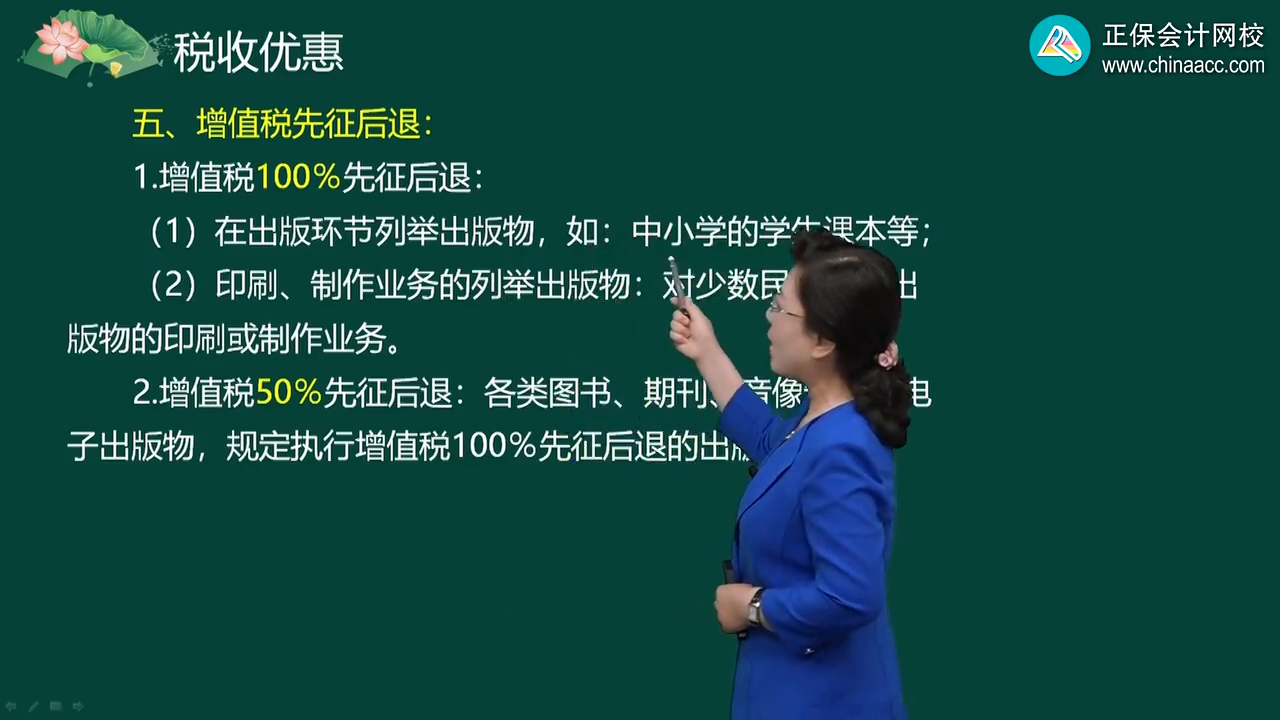 税收优惠
正保会计网校
www.chinaacc.com
五、增值税先征后退：
1.增值税100%先征后退：
（1）在出版环节列举出版物，如：中小学的学生课本等；
（2）印刷、制作业务的列举出版物：对少数民 出
版物的印刷或制作业务。
2.增值税50%先征后退：各类图书、期刊、音像 电
子出版物，规定执行增值税100%先征后退的出版